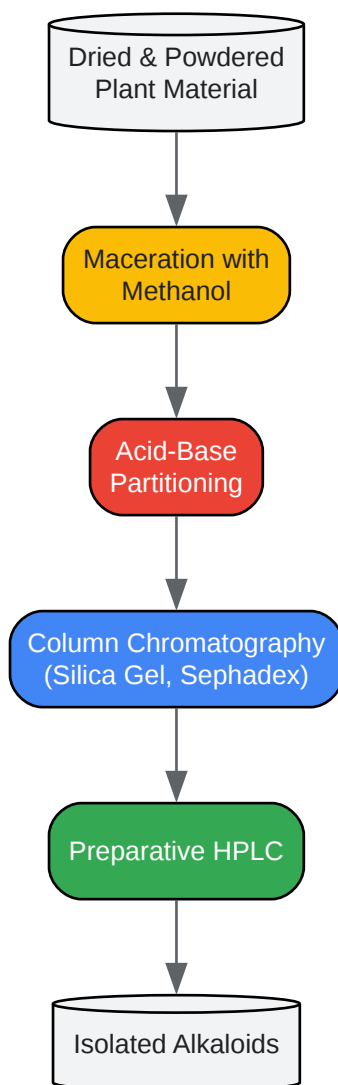 Dried & Powdered
Plant Material
Maceration with
Methanol
Acid-Base
Partitioning
Column Chromatography
(Silica Gel, Sephadex)
Preparative HPLC
Isolated Alkaloids